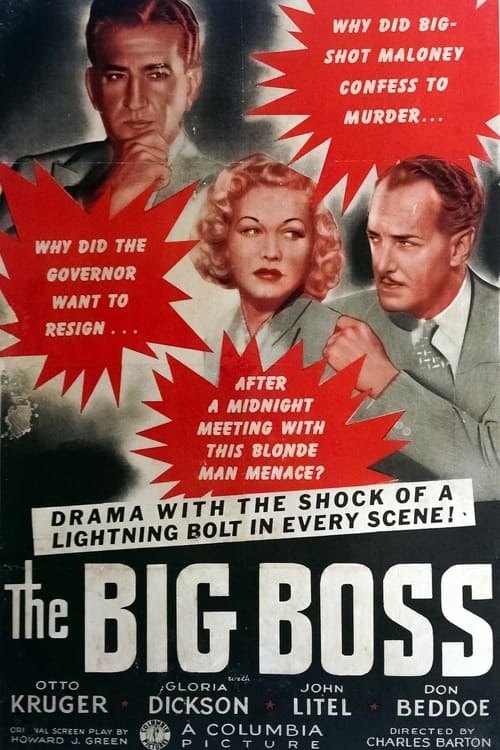 WHY DID BIG-
SHOT MALONEY
CONFESS TO
MURDER...
WHY DID THE
GOVERNOR
WANT TO
RESIGN...
AFTER
A MIDNIGHT
MEETING WITH
THIS BLONDE
MAN MENACE?
DRAMA WITH THE SHOCK OF A
LIGHTNING BOLT IN EVERY SCENE!
The BIG BOSS
with
OTTO KRUGER * GLORIA DICKSON * JOHN LITEL * DON BEDDOE
ORIGINAL SCREEN PLAY BY
HOWARD J. GREEN
A COLUMBIA
PICTURE
DIRECTED BY
CHARLES BARTON